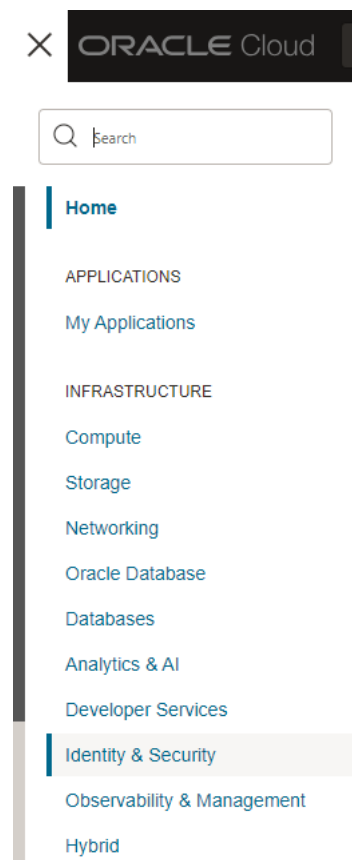 ORACLE Cloud
Search
Home
APPLICATIONS
My Applications
INFRASTRUCTURE
Compute
Storage
Networking
Oracle Database
Databases
Analytics & AI
Developer Services
Identity & Security
Observability & Management
Hybrid